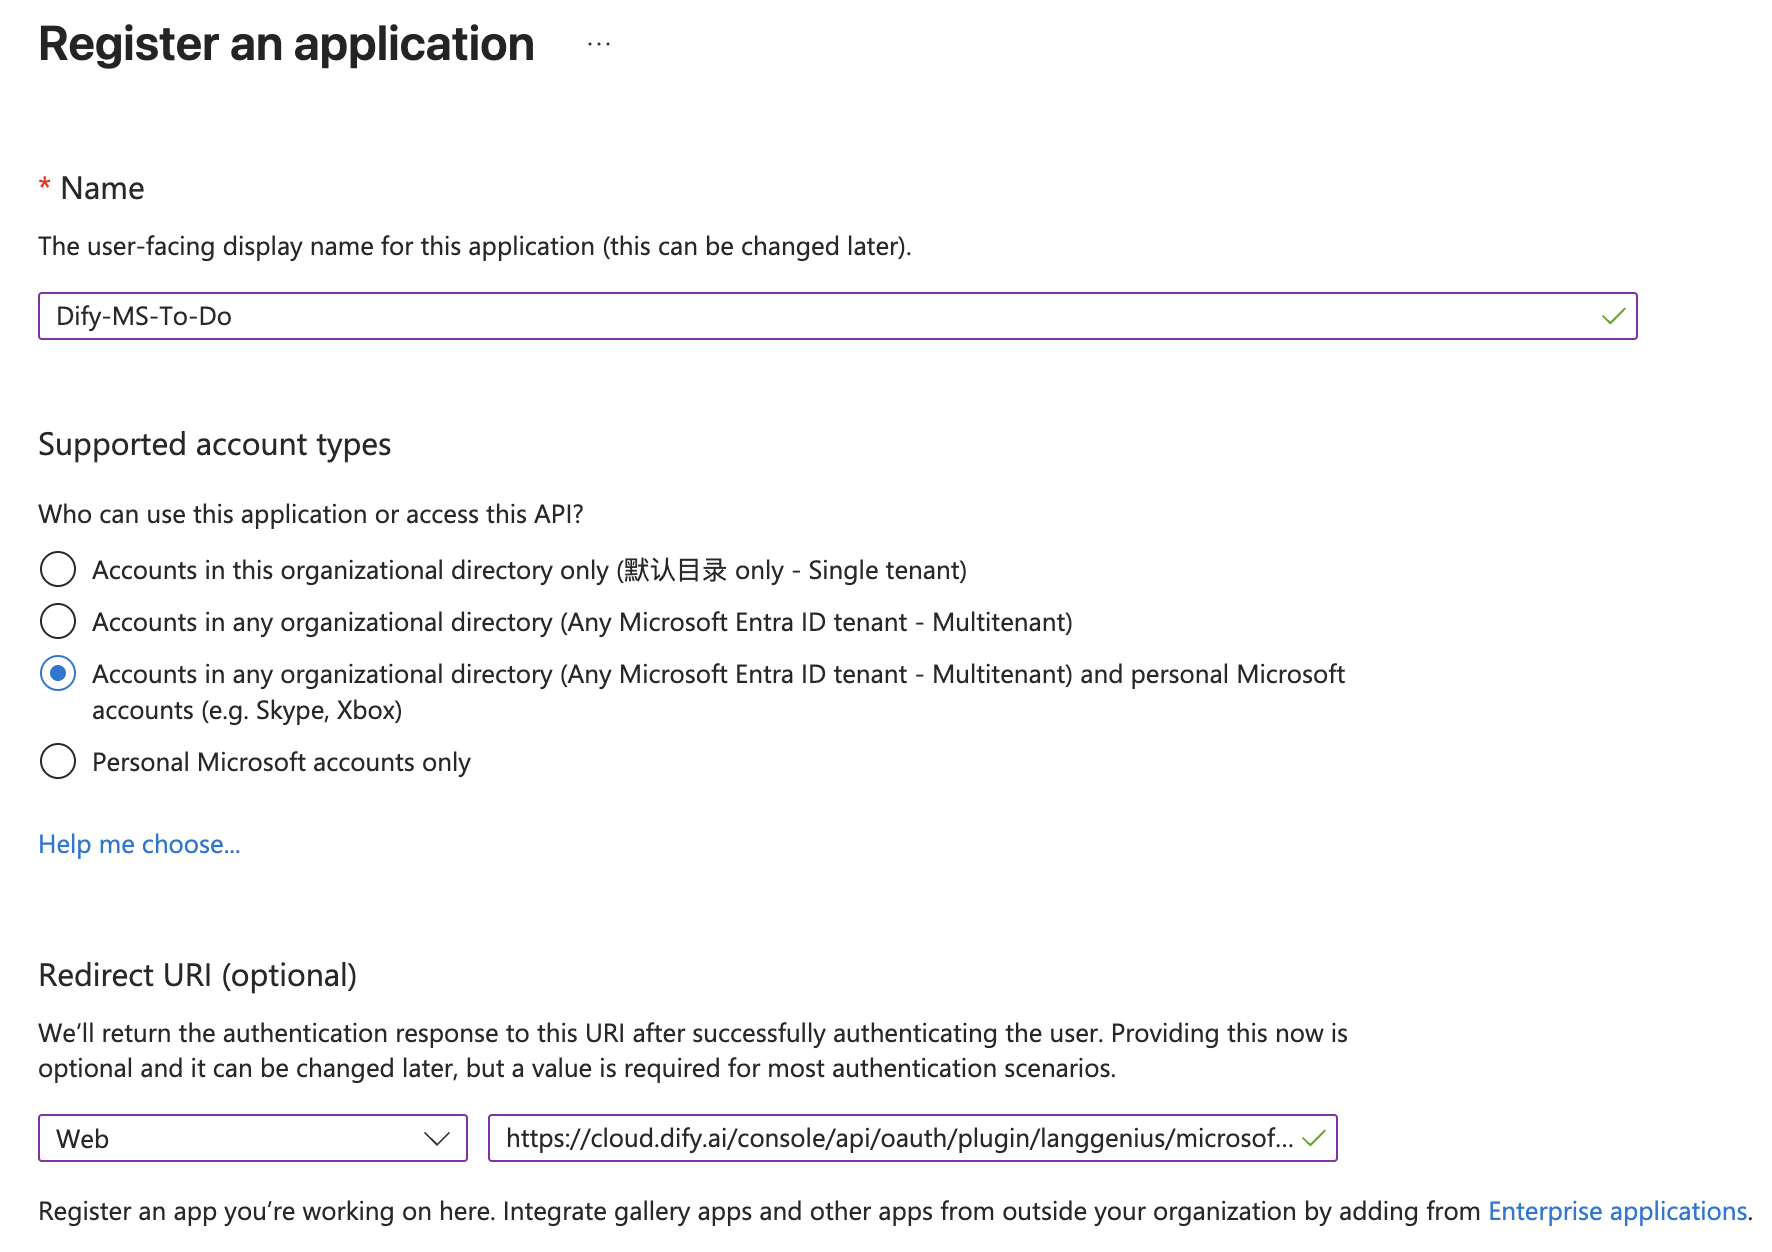 Register an application ...
* Name
The user-facing display name for this application (this can be changed later).
Dify-MS-To-Do
Supported account types
Who can use this application or access this API?
Accounts in this organizational directory only (默认目录 only - Single tenant)
Accounts in any organizational directory (Any Microsoft Entra ID tenant - Multitenant)
Accounts in any organizational directory (Any Microsoft Entra ID tenant - Multitenant) and personal Microsoft
accounts (e.g. Skype, Xbox)
Personal Microsoft accounts only
Help me choose...
Redirect URI (optional)
We’ll return the authentication response to this URI after successfully authenticating the user. Providing this now is
optional and it can be changed later, but a value is required for most authentication scenarios.
Web https://cloud.dify.ai/console/api/oauth/plugin/langgenius/microsof...
Register an app you’re working on here. Integrate gallery apps and other apps from outside your organization by adding from Enterprise applications.